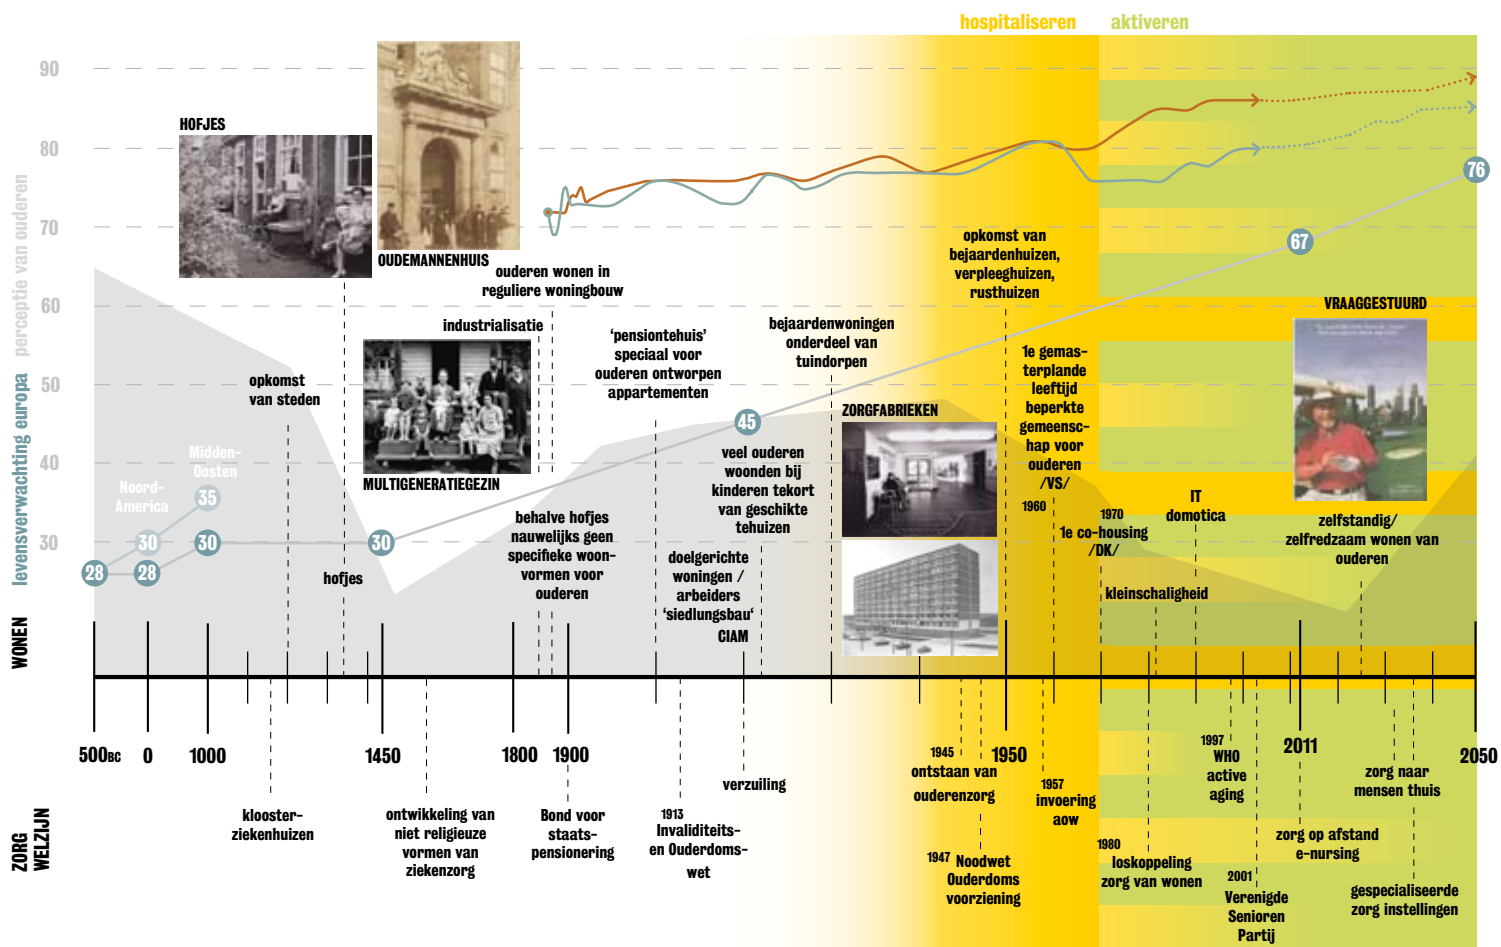 hospitaliseren
aktiveren
90
80
70
60
50
40
30
perceptie van ouderen
levensverwachting europa
WONEN
ZORG
WELZIJN
HOFJES
OUDEMANNENHUIS
ouderen wonen in
reguliere woningbouw
industrialisatie
MULTIGENERATIEGEZIN
opkomst
van steden
Midden-
Oosten
35
Noord-
America
30
28
28
30
30
45
67
76
hofjes
behalve hofjes
nauwelijks geen
specifieke woon-
vormen voor
ouderen
‘pensiontehuis’
speciaal voor
ouderen ontworpen
appartementen
doelgerichte
woningen /
arbeiders
‘siedlungsbau‘
CIAM
veel ouderen
woonden bij
kinderen tekort
van geschikte
tehuizen
bejaardenwoningen
onderdeel van
tuindorpen
ZORGFABRIEKEN
opkomst van
bejaardenhuizen,
verpleeghuizen,
rusthuizen
1e gemas-
terplande
leeftijd
beperkte
gemeensc-
hap voor
ouderen
/VS/
1960
1970
1e co-housing
/DK/
kleinschaligheid
IT
domotica
VRAAGGESTUURD
zelfstandig/
zelfredzaam wonen van
ouderen
500BC
0
1000
1450
1800
1900
1950
2011
2050
klooster-
ziekenhuizen
ontwikkeling van
niet religieuze
vormen van
ziekenzorg
Bond voor
staats-
pensionering
1913
Invaliditeits-
en Ouderdoms-
wet
verzuiling
1945
ontstaan van
ouderenzorg
1947 Noodwet
Ouderdoms
voorziening
1957
invoering
aow
1980
loskoppeling
zorg van wonen
1997
WHO
active
aging
2001
Verenigde
Senioren
Partij
zorg op afstand
e-nursing
zorg naar
mensen thuis
gespecialiseerde
zorg instellingen